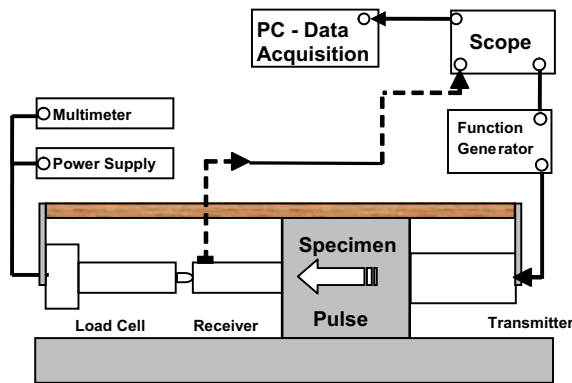 PC - Data
Acquisition
Scope
Multimeter
Function
Generator
Power Supply
Specimen
Pulse
Load Cell
Receiver
Transmitter